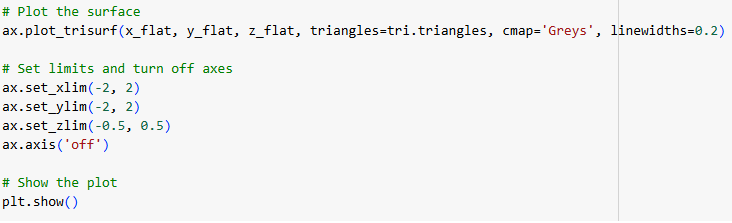 # Plot the surface
ax.plot_trisurf(x_flat, y_flat, z_flat, triangles=tri.triangles, cmap='Greys', linewidths=0.2)
# Set limits and turn off axes
ax.set_xlim(-2, 2)
ax.set_ylim(-2, 2)
ax.set_zlim(-0.5, 0.5)
ax.axis('off')
# Show the plot
plt.show()